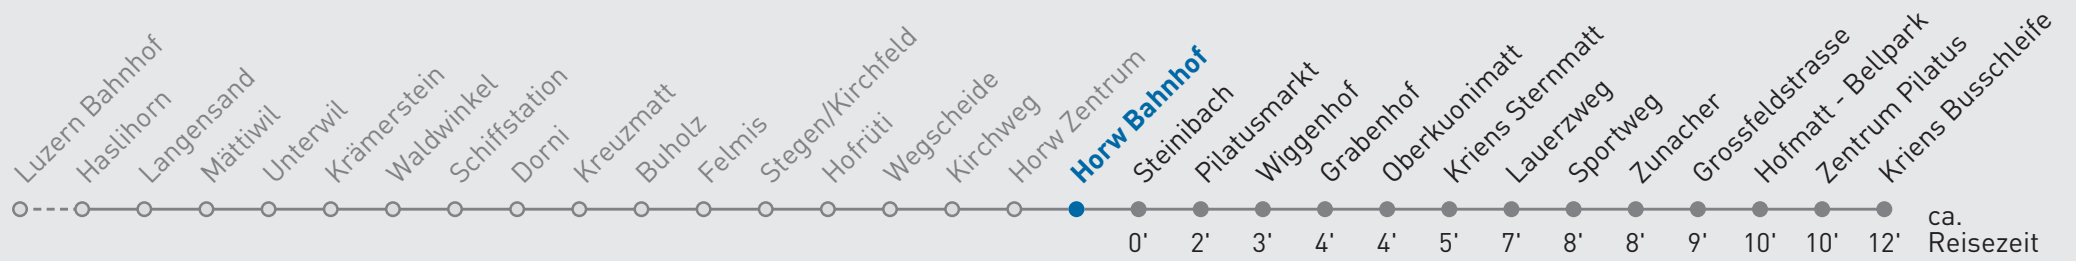 Luzern Bahnhof
Haslihorn
Langensand
Mättiwil
Unterwil
Krämerstein
Waldwinkel
Schiffstation
Dorni
Kreuzmatt
Buholz
Felmis
Stegen/Kirchfeld
Hofrüti
Wegscheide
Kirchweg
Horw Zentrum
Horw Bahnhof
Steinibach
Pilatusmarkt
Wiggenhof
Grabenhof
Oberkuonimatt
Kriens Sternmatt
Lauerzweg
Sportweg
Zunacher
Grossfeldstrasse
Hofmatt - Bellpark
Zentrum Pilatus
Kriens Busschleife
0' 2' 3' 4' 4' 5' 7' 8' 8' 9' 10' 10' 12'
ca.
Reisezeit